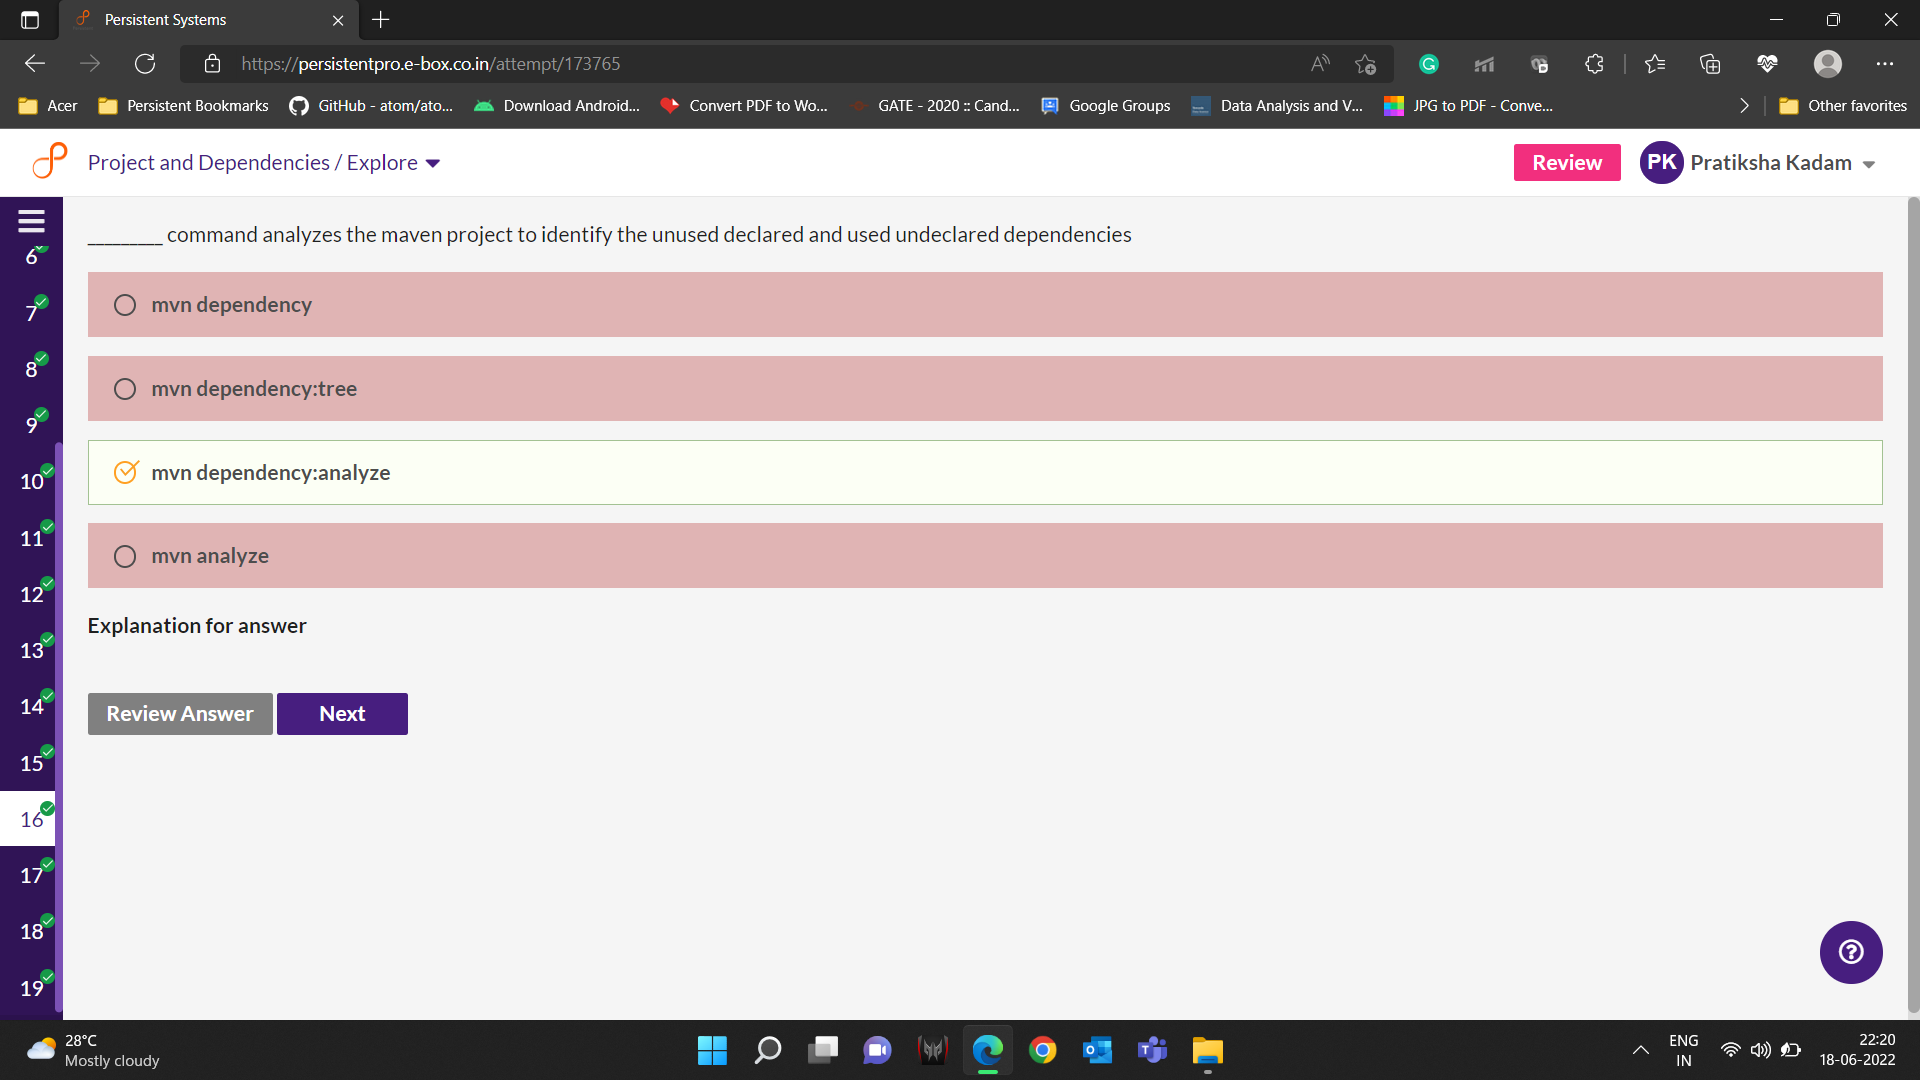 Persistent Systems
https://persistentpro.e-box.co.in/attempt/173765
Acer
Persistent Bookmarks
GitHub - atom/ato...
Download Android...
Convert PDF to Wo...
GATE - 2020 :: Cand...
Google Groups
Data Analysis and V...
JPG to PDF - Conve...
Other favorites
Project and Dependencies / Explore
Review
PK Pratiksha Kadam
_________ command analyzes the maven project to identify the unused declared and used undeclared dependencies
mvn dependency
mvn dependency:tree
mvn dependency:analyze
mvn analyze
Explanation for answer
Review Answer
Next
6
7
8
9
10
11
12
13
14
15
16
17
18
19
28°C
Mostly cloudy
ENG
IN
22:20
18-06-2022